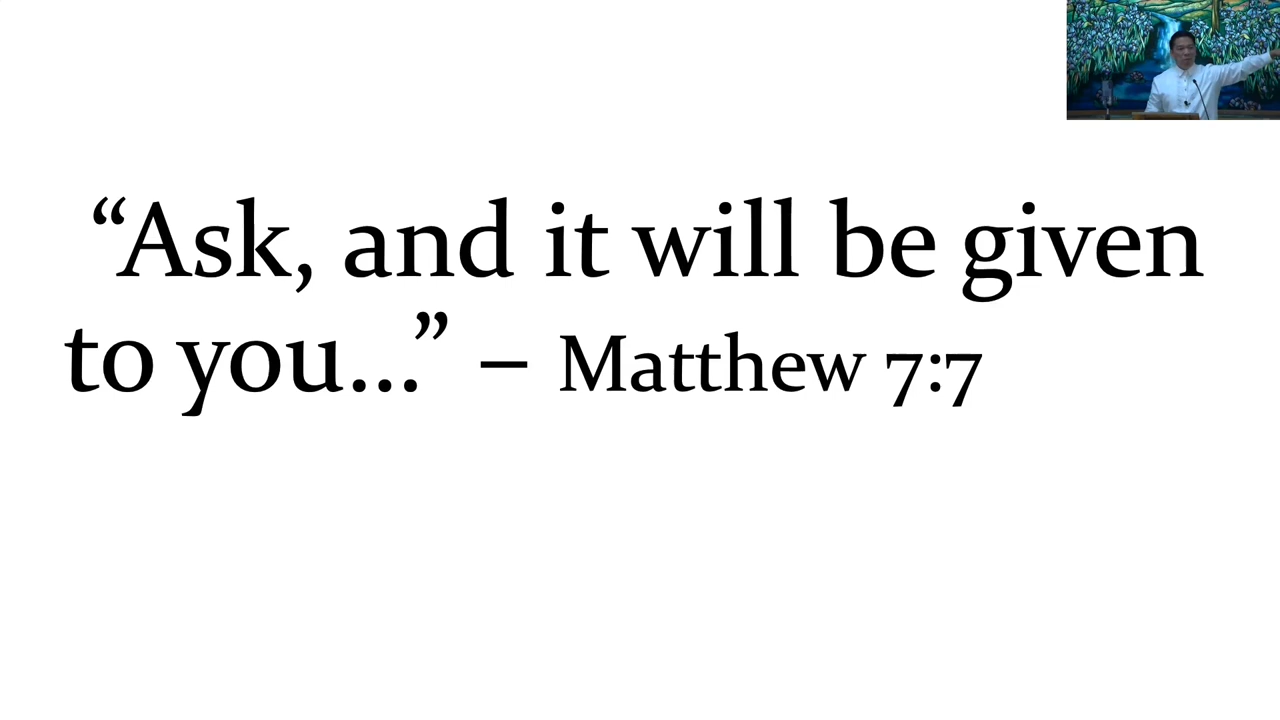 “Ask, and it will be given
to you...” – Matthew 7:7